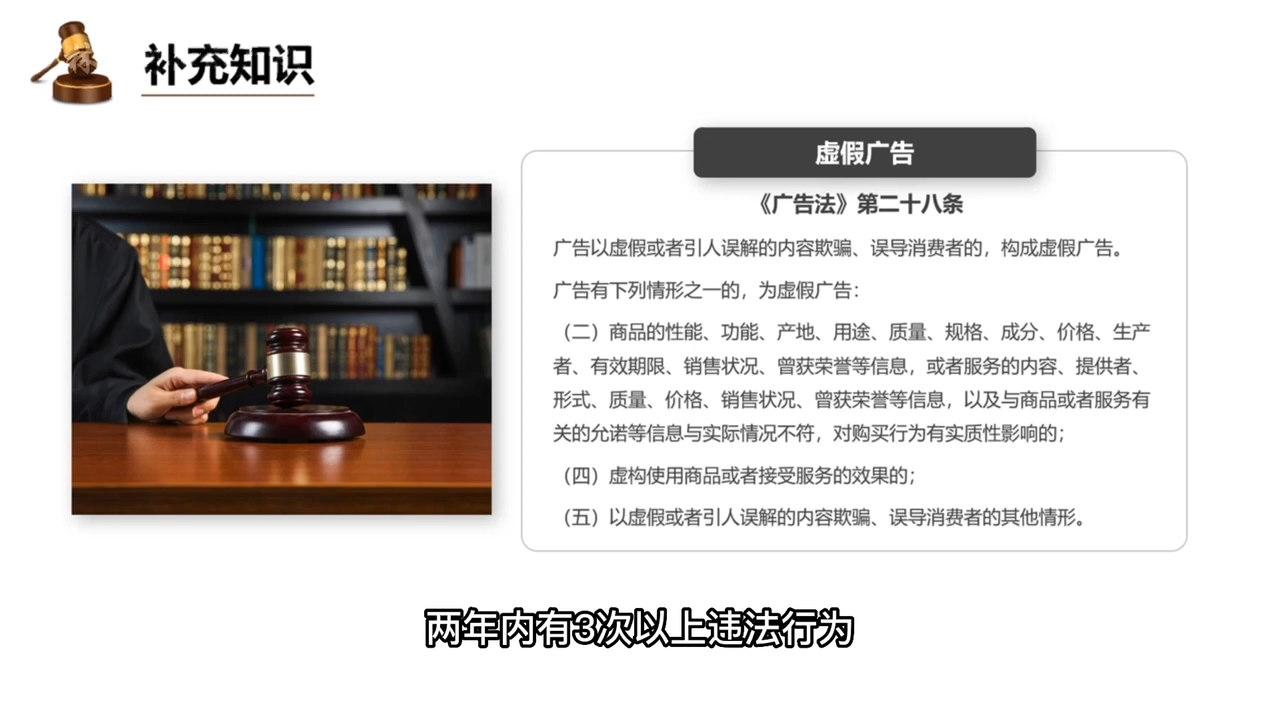 补充知识
虚假广告
《广告法》第二十八条
广告以虚假或者引人误解的内容欺骗、误导消费者的，构成虚假广告。
广告有下列情形之一的，为虚假广告：
（二）商品的性能、功能、产地、用途、质量、规格、成分、价格、生产
者、有效期限、销售状况、曾获荣誉等信息，或者服务的内容、提供者、
形式、质量、价格、销售状况、曾获荣誉等信息，以及与商品或者服务有
关的允诺等信息与实际情况不符，对购买行为有实质性影响的；
（四）虚构使用商品或者接受服务的效果的；
（五）以虚假或者引人误解的内容欺骗、误导消费者的其他情形。
两年内有3次以上违法行为